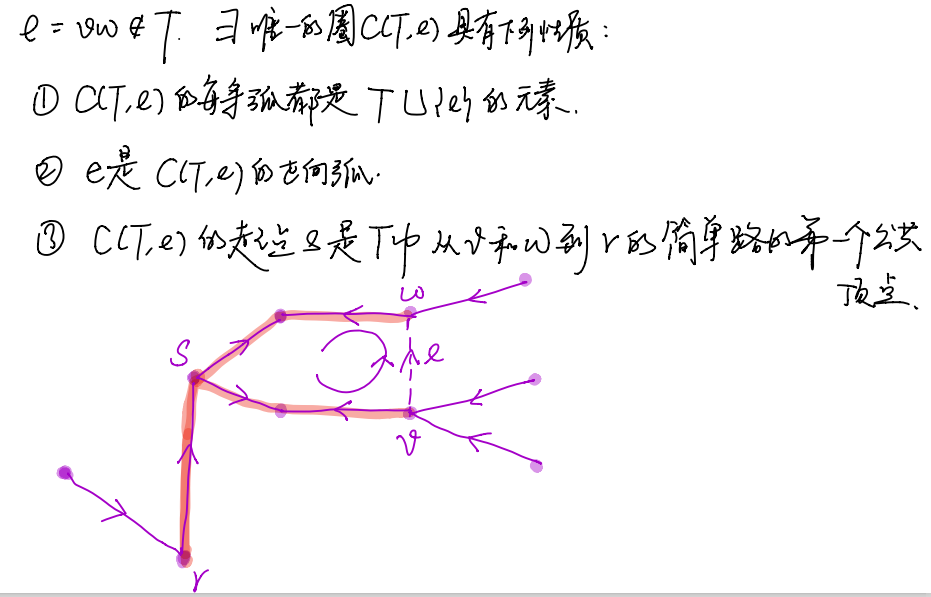 e = vw ∉ T. ∃ 唯一的圈 C(T,e) 具有下列性质:
① C(T,e) 的每条弧都是 T∪{e} 的元素.
② e是 C(T,e) 的正向弧.
③ C(T,e) 的起点 s 是 T中 从 v 和 w 到 r 的 简单路的第一个公共
顶点.
w
s
e
v
r